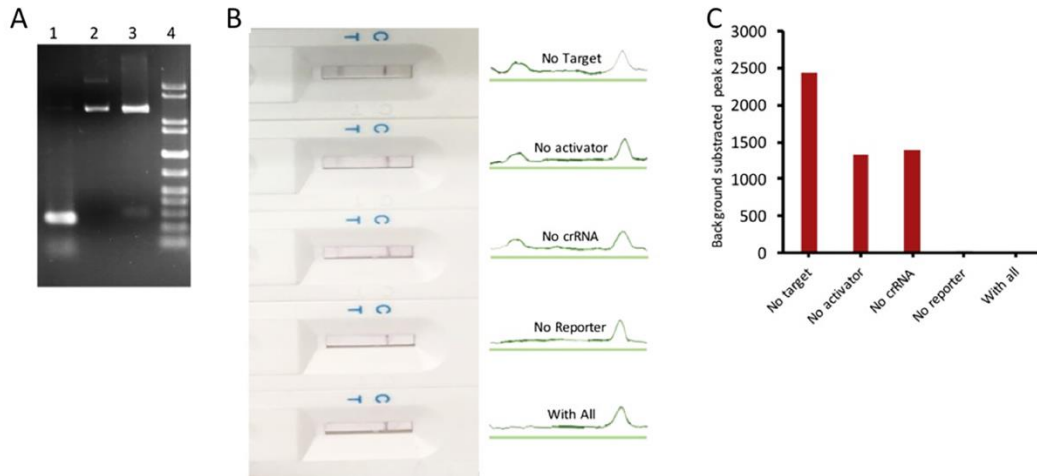 A
1 2 3 4
B
C
T
No Target
C
T
No activator
C
T
No crRNA
C
T
No Reporter
C
T
With All
C
Background substracted peak area
2500
2000
1500
1000
500
0
No target
No activator
No crRNA
No reporter
With all